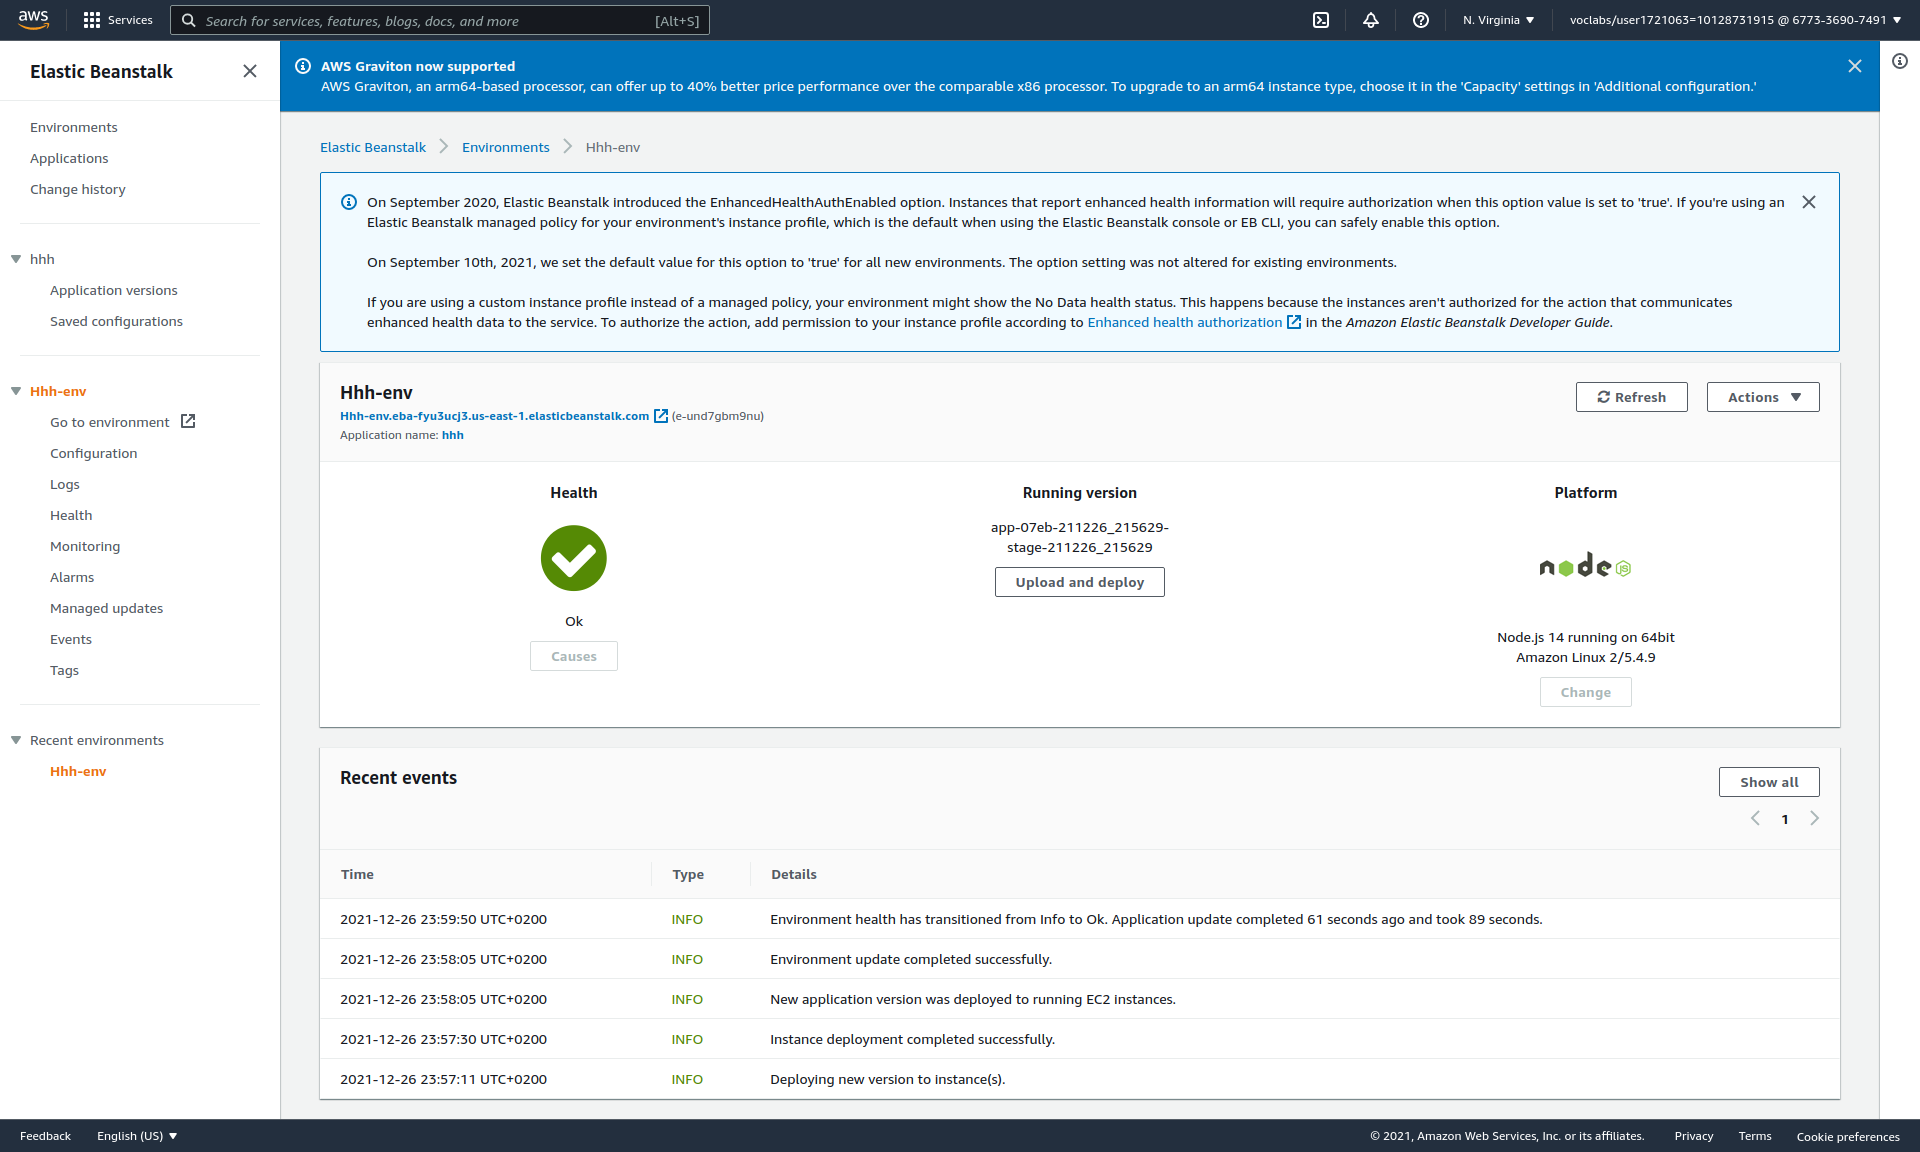 aws
Services
Search for services, features, blogs, docs, and more
[Alt+S]
N. Virginia
voclabs/user1721063=10128731915 @ 6773-3690-7491
Elastic Beanstalk
Environments
Applications
Change history
hhh
Application versions
Saved configurations
Hhh-env
Go to environment
Configuration
Logs
Health
Monitoring
Alarms
Managed updates
Events
Tags
Recent environments
Hhh-env
AWS Graviton now supported
AWS Graviton, an arm64-based processor, can offer up to 40% better price performance over the comparable x86 processor. To upgrade to an arm64 instance type, choose it in the 'Capacity' settings in 'Additional configuration.'
Elastic Beanstalk
Environments
Hhh-env
On September 2020, Elastic Beanstalk introduced the EnhancedHealthAuthEnabled option. Instances that report enhanced health information will require authorization when this option value is set to 'true'. If you're using an
Elastic Beanstalk managed policy for your environment's instance profile, which is the default when using the Elastic Beanstalk console or EB CLI, you can safely enable this option.
On September 10th, 2021, we set the default value for this option to 'true' for all new environments. The option setting was not altered for existing environments.
If you are using a custom instance profile instead of a managed policy, your environment might show the No Data health status. This happens because the instances aren't authorized for the action that communicates
enhanced health data to the service. To authorize the action, add permission to your instance profile according to Enhanced health authorization in the Amazon Elastic Beanstalk Developer Guide.
Hhh-env
Hhh-env.eba-fyu3ucj3.us-east-1.elasticbeanstalk.com (e-und7gbm9nu)
Application name: hhh
Refresh
Actions
Health
Ok
Causes
Running version
app-07eb-211226_215629-
stage-211226_215629
Upload and deploy
Platform
node JS
Node.js 14 running on 64bit
Amazon Linux 2/5.4.9
Change
Recent events
Show all
1
Time Type Details
2021-12-26 23:59:50 UTC+0200 INFO Environment health has transitioned from Info to Ok. Application update completed 61 seconds ago and took 89 seconds.
2021-12-26 23:58:05 UTC+0200 INFO Environment update completed successfully.
2021-12-26 23:58:05 UTC+0200 INFO New application version was deployed to running EC2 instances.
2021-12-26 23:57:30 UTC+0200 INFO Instance deployment completed successfully.
2021-12-26 23:57:11 UTC+0200 INFO Deploying new version to instance(s).
Feedback
English (US)
© 2021, Amazon Web Services, Inc. or its affiliates.
Privacy
Terms
Cookie preferences